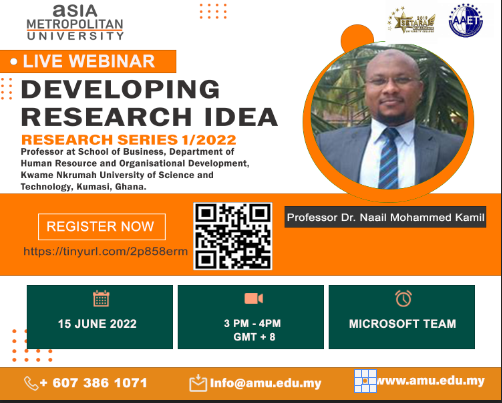 ASIA
METROPOLITAN
UNIVERSITY
AAET
• LIVE WEBINAR
DEVELOPING
RESEARCH IDEA
RESEARCH SERIES 1/2022
Professor at School of Business, Department of
Human Resource and Organisational Development,
Kwame Nkrumah University of Science and
Technology, Kumasi, Ghana.
Professor Dr. Naail Mohammed Kamil
REGISTER NOW
https://tinyurl.com/2p858erm
15 JUNE 2022
3 PM - 4PM
GMT + 8
MICROSOFT TEAM
+ 607 386 1071
Info@amu.edu.my
www.amu.edu.my